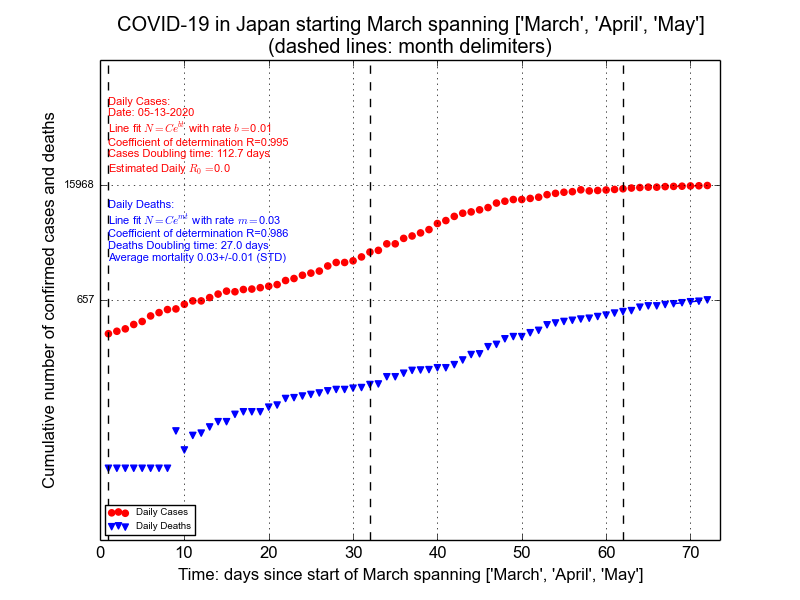 COVID-19 in Japan starting March spanning ['March', 'April', 'May']
(dashed lines: month delimiters)
Cumulative number of confirmed cases and deaths
Daily Cases:
Date: 05-13-2020
Line fit N = Ce^{bt}: with rate b =0.01
Coefficient of determination R=0.995
Cases Doubling time: 112.7 days
Estimated Daily R_0 =0.0
15968
Daily Deaths:
Line fit N = Ce^{mt} with rate m =0.03
Coefficient of determination R=0.986
Deaths Doubling time: 27.0 days
Average mortality 0.03+/-0.01 (STD)
657
Daily Cases
Daily Deaths
0 10 20 30 40 50 60 70
Time: days since start of March spanning ['March', 'April', 'May']